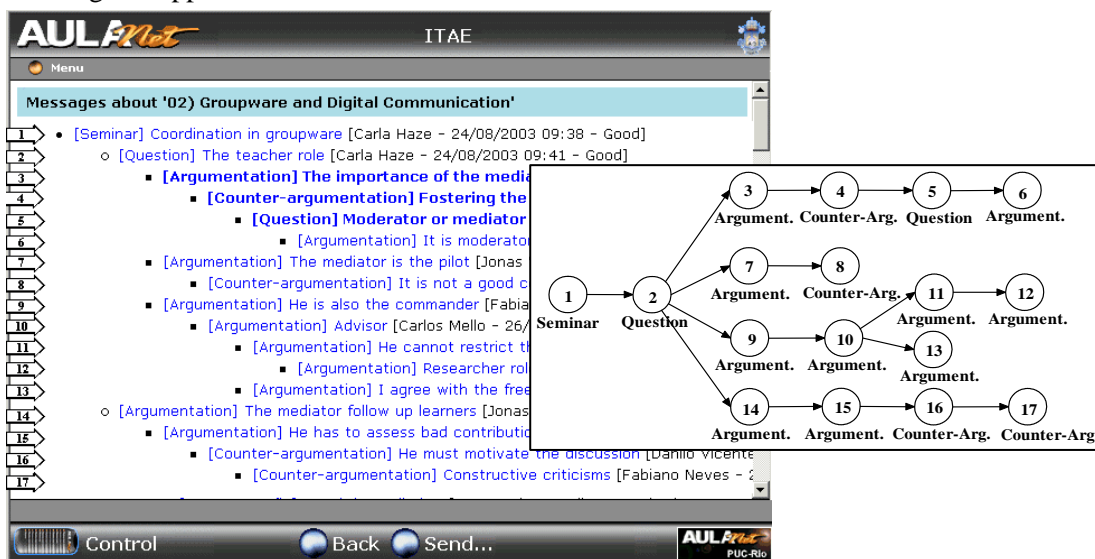 AULANet
ITAE
Menu
Messages about '02) Groupware and Digital Communication'
1 • [Seminar] Coordination in groupware [Carla Haze - 24/08/2003 09:38 - Good]
2 [Question] The teacher role [Carla Haze - 24/08/2003 09:41 - Good]
3 [Argumentation] The importance of the media
4 [Counter-argumentation] Fostering the
5 [Question] Moderator or mediator
6 [Argumentation] It is moderato
7 [Argumentation] The mediator is the pilot [Jonas
8 [Counter-argumentation] It is not a good c
9 [Argumentation] He is also the commander [Fabia
10 [Argumentation] Advisor [Carlos Mello - 26/
11 [Argumentation] He cannot restrict th
12 [Argumentation] Researcher rol
13 [Argumentation] I agree with the free
14 [Argumentation] The mediator follow up learners [Jonas
15 [Argumentation] He has to assess bad contributio
16 [Counter-argumentation] He must motivate the discussion [Danilo Vicente
17 [Counter-argumentation] Constructive criticisms [Fabiano Neves - 2
3 4 5 6
Argument. Counter-Arg. Question Argument.
7 8
Argument. Counter-Arg.
1 2
Seminar Question
11 12
Argument. Argument.
9 10 13
Argument. Argument. Argument.
14 15 16 17
Argument. Argument. Counter-Arg. Counter-Arg
Control
Back
Send...
AULANet
PUC-Rio